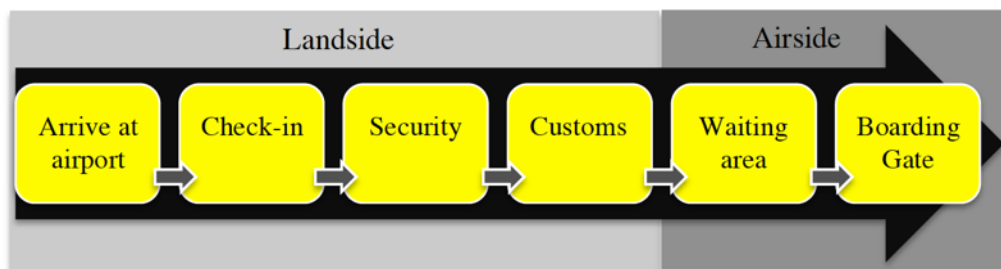 Landside
Airside
Arrive at
airport
Check-in
Security
Customs
Waiting
area
Boarding
Gate